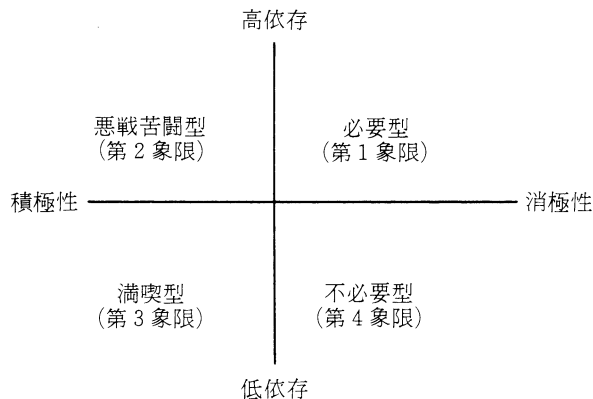 高依存
悪戦苦闘型
(第2象限)
必要型
(第1象限)
積極性
消極性
満喫型
(第3象限)
不必要型
(第4象限)
低依存